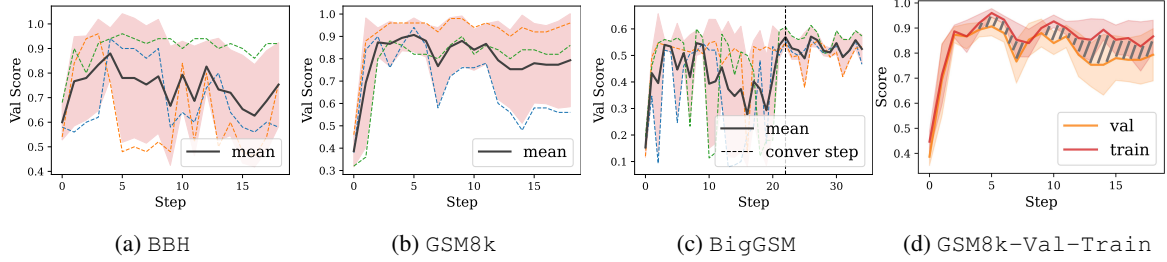 Val Score
1.0
0.9
0.8
0.7
0.6
0.5
0.4
mean
0
5
10
15
Step
(a) BBH
Val Score
1.0
0.9
0.8
0.7
0.6
0.5
0.4
0.3
mean
0
5
10
15
Step
(b) GSM8k
Val Score
0.6
0.5
0.4
0.3
0.2
0.1
mean
conver step
0
10
20
30
Step
(c) BigGSM
Score
1.0
0.9
0.8
0.7
0.6
0.5
0.4
val
train
0
5
10
15
Step
(d) GSM8k-Val-Train